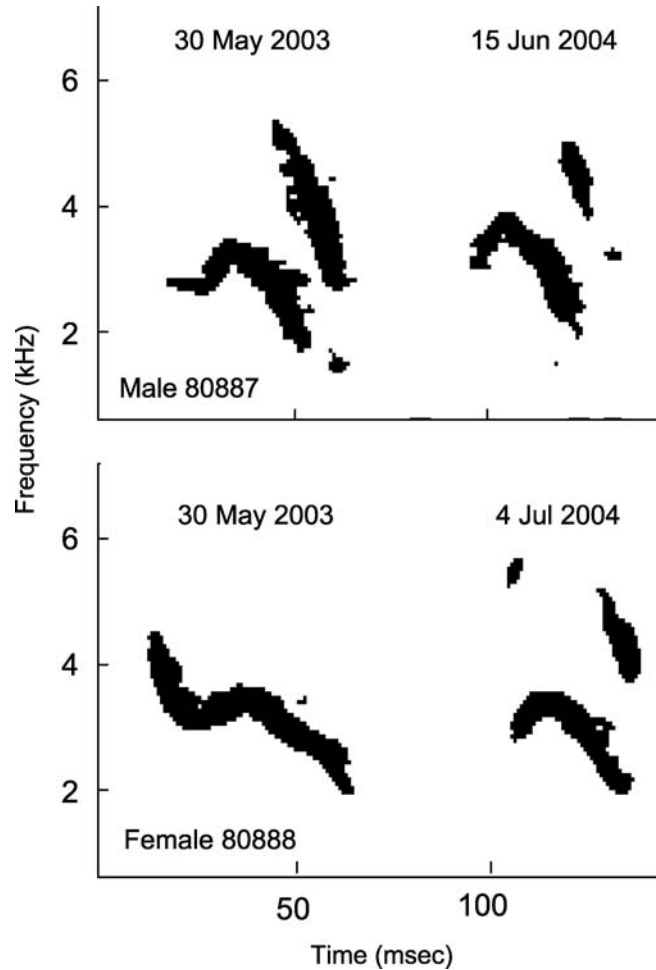 30 May 2003 15 Jun 2004
6
4
2
Male 80887
Frequency (kHz)
30 May 2003 4 Jul 2004
6
4
2
Female 80888
50 100
Time (msec)